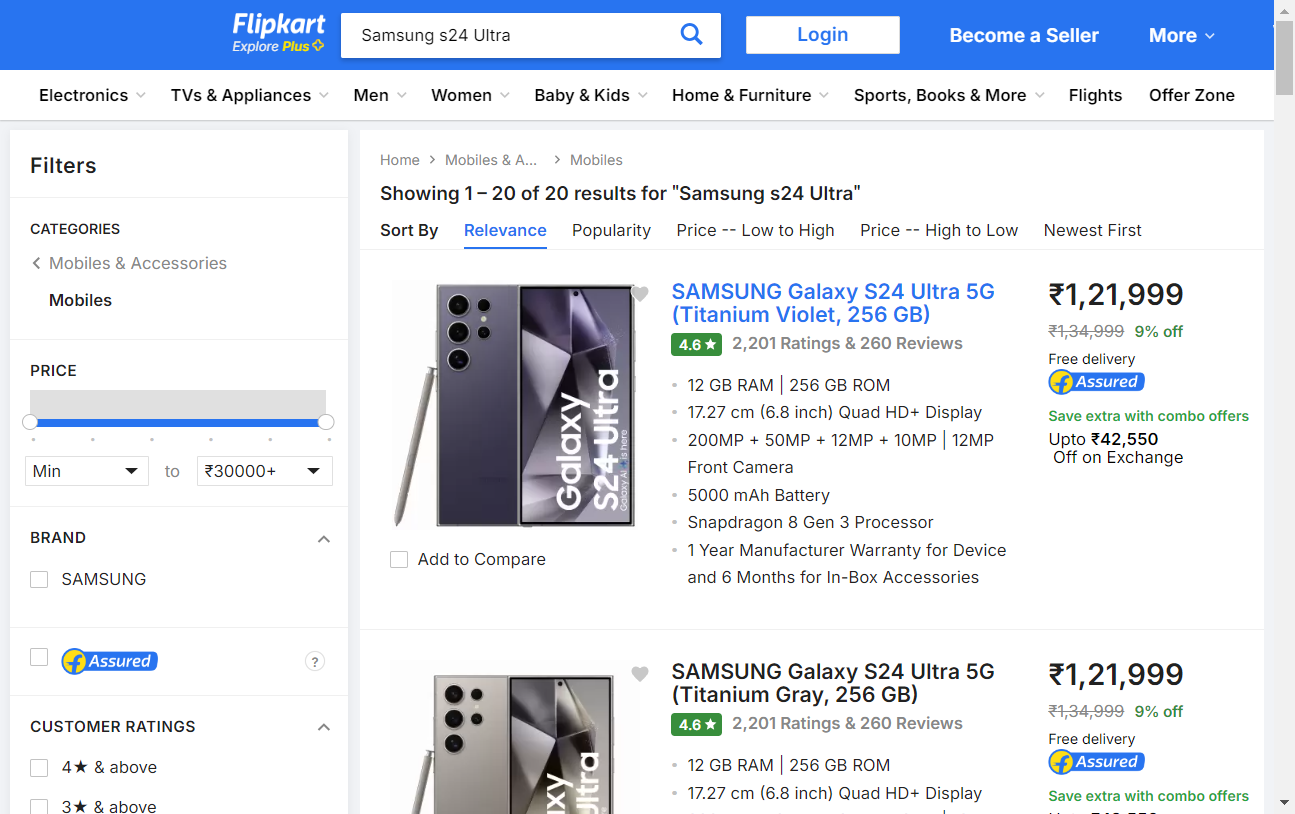 Flipkart
Explore Plus
Samsung s24 Ultra
Login
Become a Seller
More
Electronics
TVs & Appliances
Men
Women
Baby & Kids
Home & Furniture
Sports, Books & More
Flights
Offer Zone
Filters
CATEGORIES
Mobiles & Accessories
Mobiles
PRICE
Min
to
₹30000+
BRAND
SAMSUNG
Assured
?
CUSTOMER RATINGS
4★ & above
3★ & above
Home
Mobiles & A...
Mobiles
Showing 1 – 20 of 20 results for "Samsung s24 Ultra"
Sort By
Relevance
Popularity
Price -- Low to High
Price -- High to Low
Newest First
Galaxy
S24 Ultra
Galaxy AI is here
Add to Compare
SAMSUNG Galaxy S24 Ultra 5G
(Titanium Violet, 256 GB)
4.6★
2,201 Ratings & 260 Reviews
12 GB RAM | 256 GB ROM
17.27 cm (6.8 inch) Quad HD+ Display
200MP + 50MP + 12MP + 10MP | 12MP
Front Camera
5000 mAh Battery
Snapdragon 8 Gen 3 Processor
1 Year Manufacturer Warranty for Device
and 6 Months for In-Box Accessories
₹1,21,999
₹1,34,999 9% off
Free delivery
Assured
Save extra with combo offers
Upto ₹42,550
Off on Exchange
SAMSUNG Galaxy S24 Ultra 5G
(Titanium Gray, 256 GB)
4.6★
2,201 Ratings & 260 Reviews
12 GB RAM | 256 GB ROM
17.27 cm (6.8 inch) Quad HD+ Display
₹1,21,999
₹1,34,999 9% off
Free delivery
Assured
Save extra with combo offers